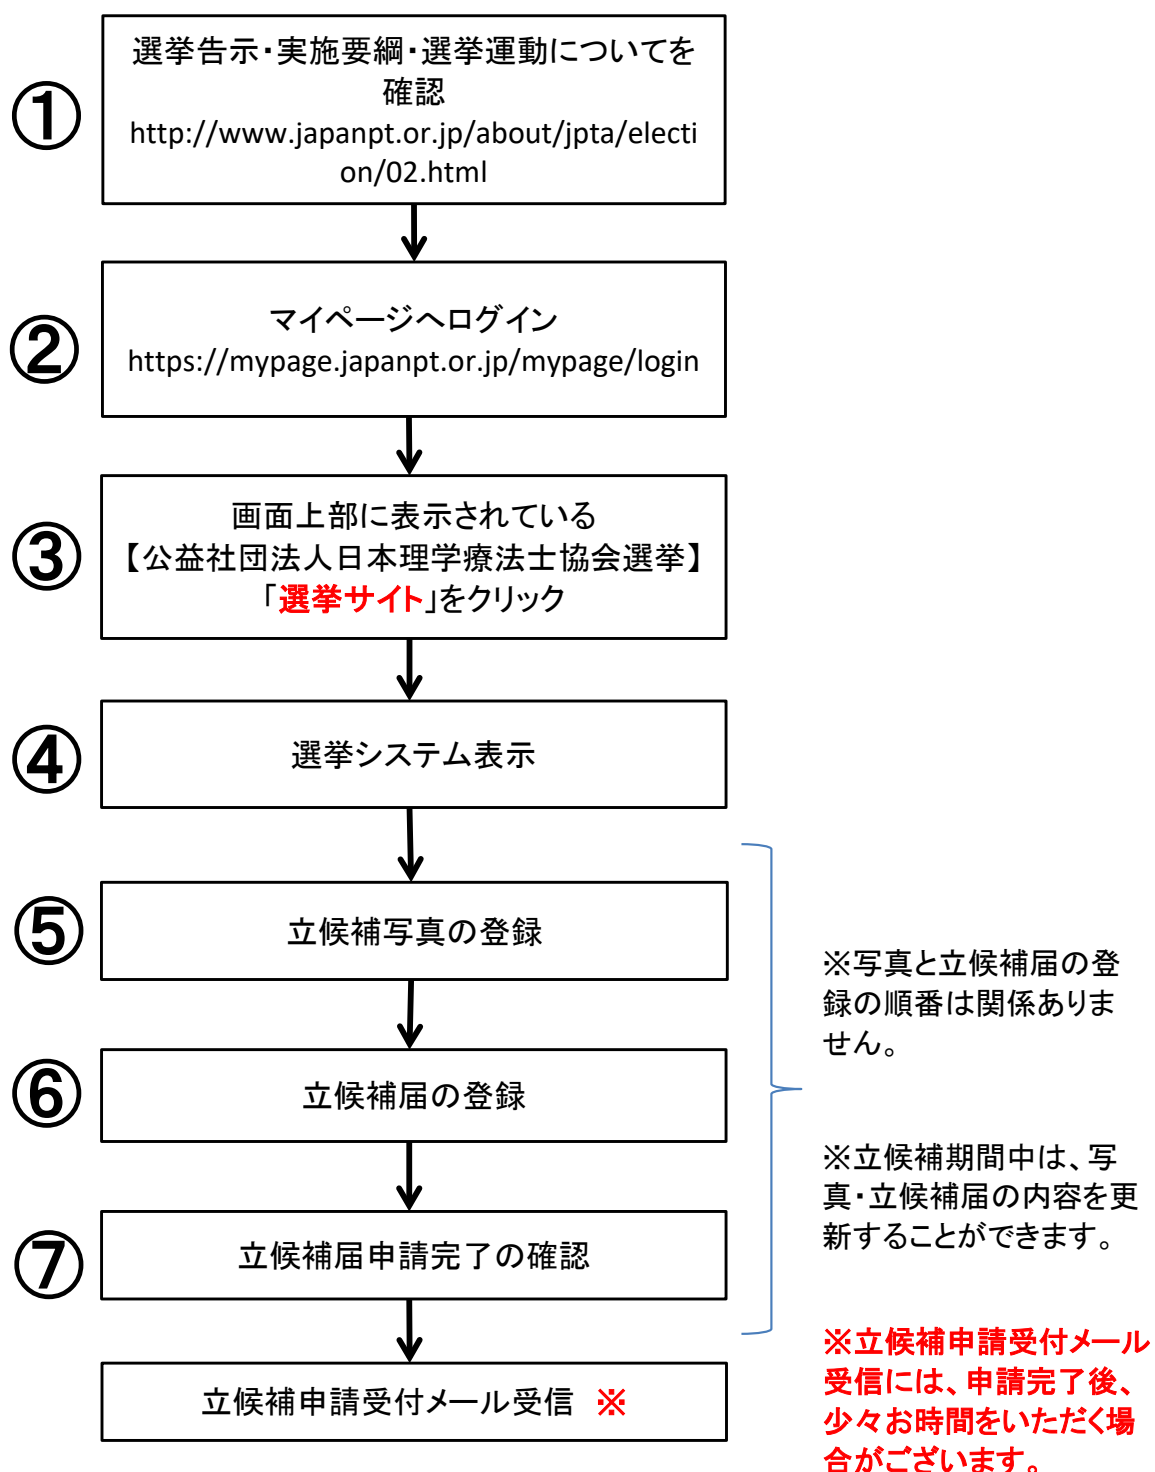 ①
選挙告示・実施要綱・選挙運動についてを
確認
http://www.japanpt.or.jp/about/jpta/electi
on/02.html
②
マイページへログイン
https://mypage.japanpt.or.jp/mypage/login
③
画面上部に表示されている
【公益社団法人日本理学療法士協会選挙】
「選挙サイト」をクリック
④
選挙システム表示
⑤
立候補写真の登録
⑥
立候補届の登録
⑦
立候補届申請完了の確認
立候補申請受付メール受信 ※
※写真と立候補届の登
録の順番は関係ありま
せん。
※立候補期間中は、写
真・立候補届の内容を更
新することができます。
※立候補申請受付メール
受信には、申請完了後、
少々お時間をいただく場
合がございます。